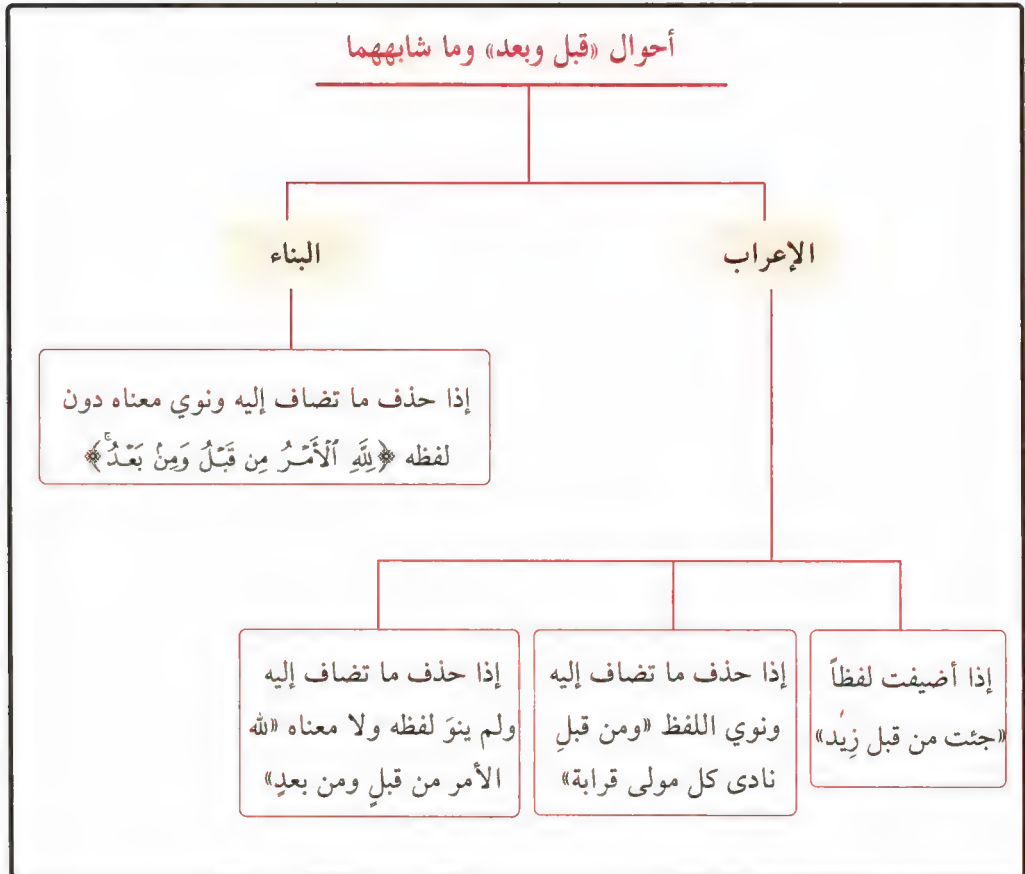 أحوال «قبل وبعد» وما شابههما
الإعراب
البناء
إذا حذف ما تضاف إليه ونوي معناه دون
لفظه ﴿لِلَّهِ ٱلْأَمْرُ مِن قَبْلُ وَمِنۢ بَعْدُ ۚ﴾
إذا أضيفت لفظاً
«جئت من قبل زيد»
إذا حذف ما تضاف إليه
ونوي اللفظ «ومن قبلِ
نادى كل مولى قرابة»
إذا حذف ما تضاف إليه
ولم ينوَ لفظه ولا معناه «لله
الأمر من قبلٍ ومن بعدٍ»